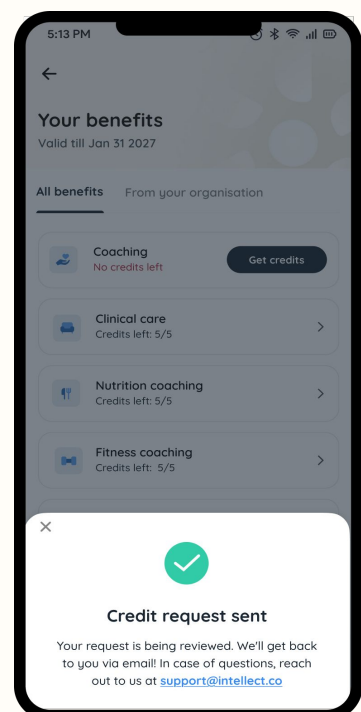 5:13 PM
Your benefits
Valid till Jan 31 2027
All benefits From your organisation
Coaching
No credits left
Get credits
Clinical care
Credits left: 5/5
Nutrition coaching
Credits left: 5/5
Fitness coaching
Credits left: 5/5
Credit request sent
Your request is being reviewed. We'll get back
to you via email! In case of questions, reach
out to us at support@intellect.co